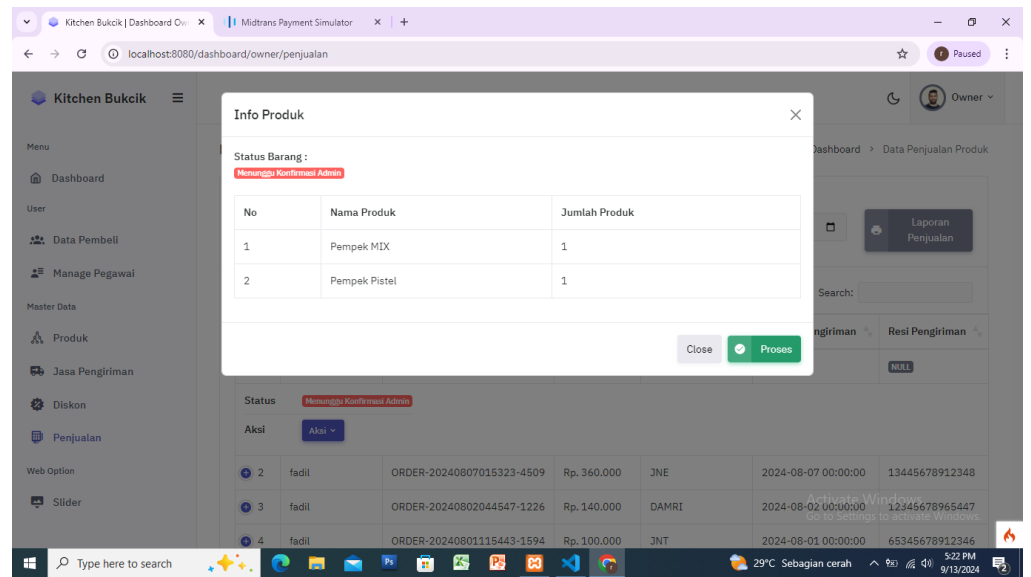 Kitchen Bukcik | Dashboard Ow
Midtrans Payment Simulator
localhost:8080/dashboard/owner/penjualan
Paused
Kitchen Bukcik
Owner
Info Produk
Menu
Status Barang :
Menunggu Konfirmasi Admin
Dashboard > Data Penjualan Produk
Dashboard
No Nama Produk Jumlah Produk
User
1 Pempek MIX 1
Laporan
Penjualan
Data Pembeli
2 Pempek Pistel 1
Manage Pegawai
Search:
Master Data
Produk
ngiriman Resi Pengiriman
Close Proses
NULL
Jasa Pengiriman
Status Menunggu Konfirmasi Admin
Diskon
Aksi Aksi
Penjualan
Web Option
2 fadil ORDER-20240807015323-4509 Rp. 360,000 JNE 2024-08-07 00:00:00 13445678912348
Slider
3 fadil ORDER-20240802044547-1226 Rp. 140.000 DAMRI 2024-08-02 00:00:00 12345678965447
Activate Windows
Go to Settings to activate Windows.
4 fadil ORDER-20240801115443-1594 Rp. 100.000 JNT 2024-08-01 00:00:00 65345678912346
Type here to search
29°C Sebagian cerah
5:22 PM
9/13/2024